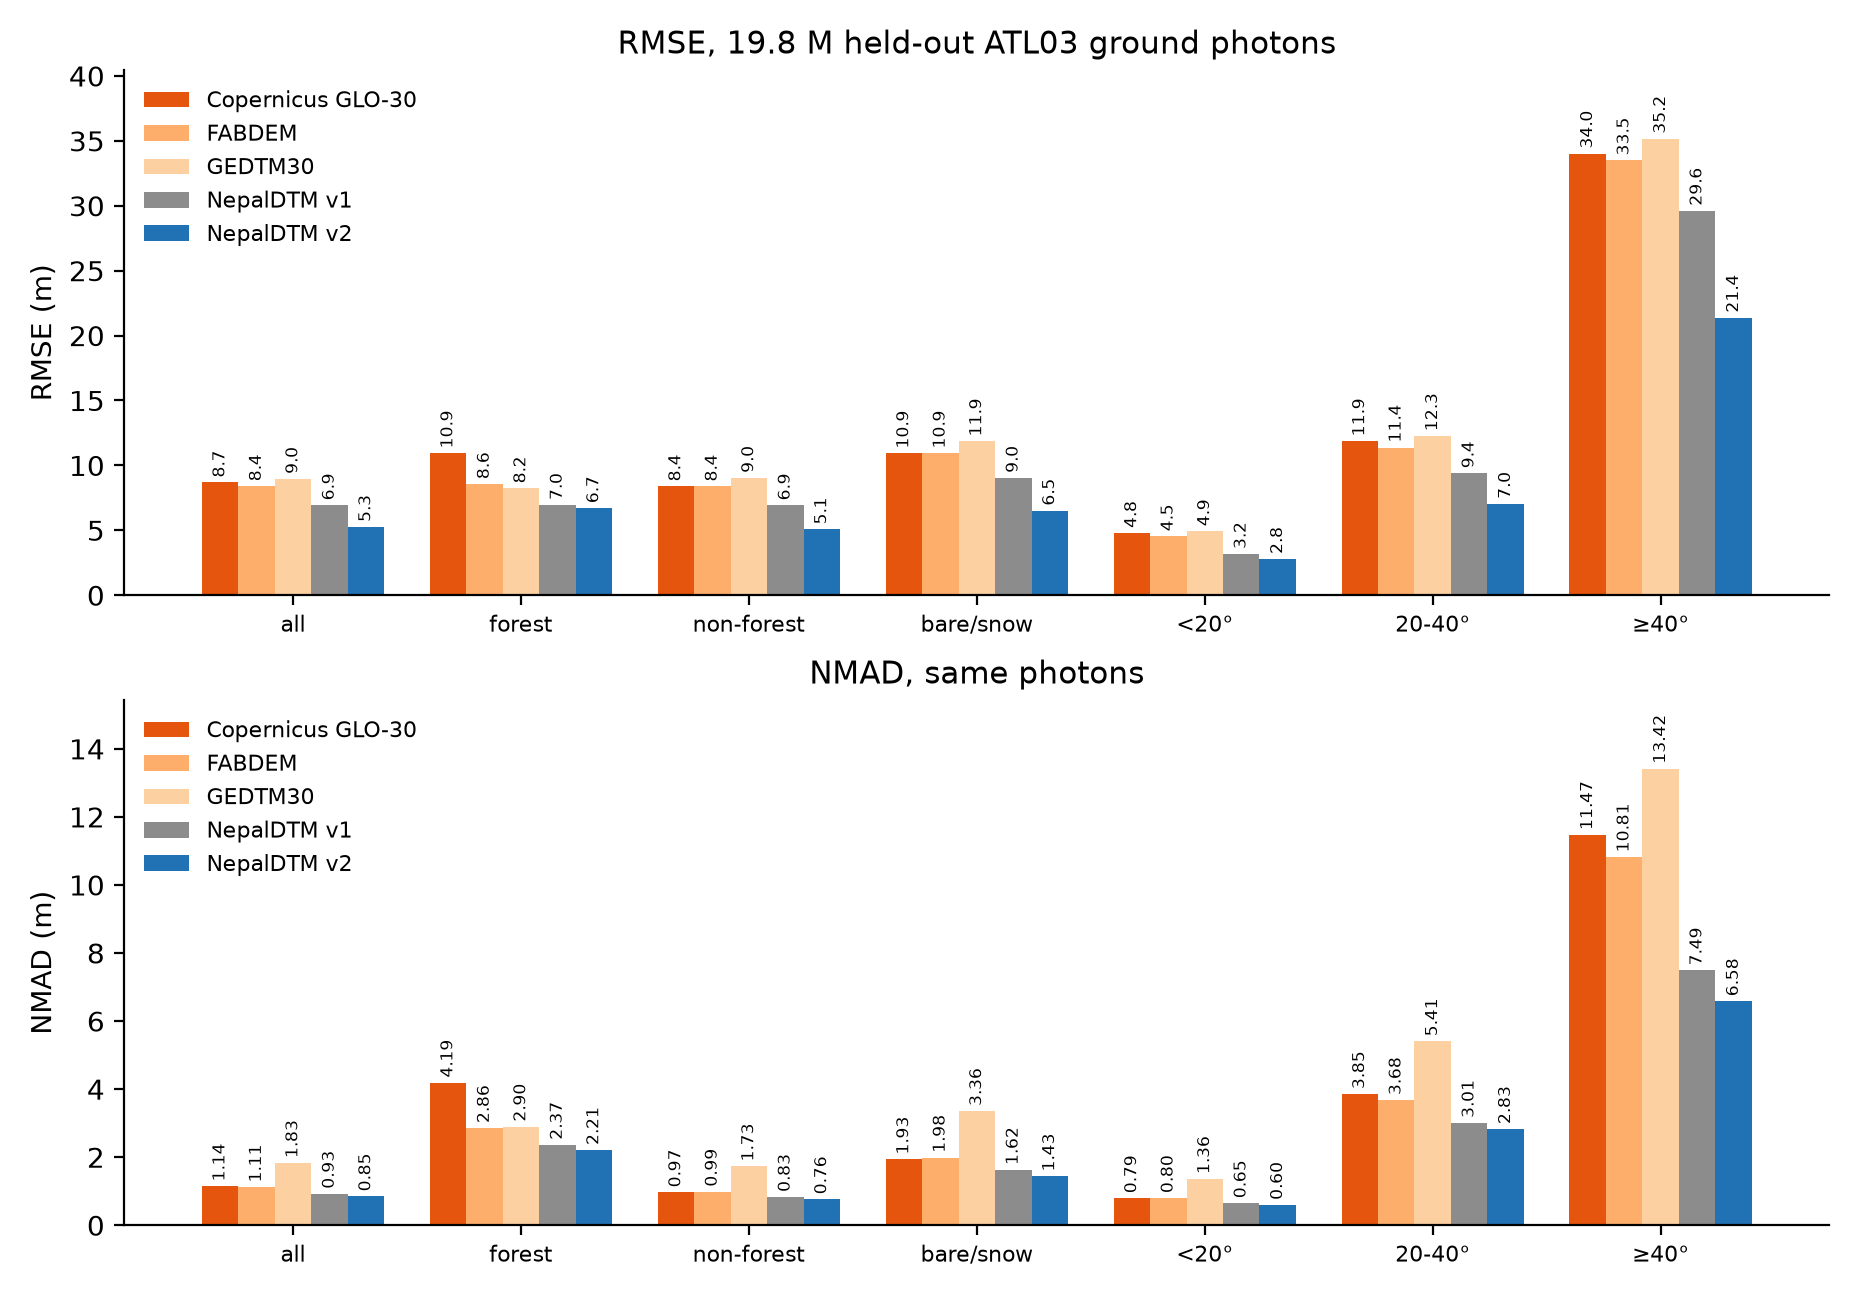 RMSE, 19.8 M held-out ATL03 ground photons
RMSE (m)
40
35
30
25
20
15
10
5
0
Copernicus GLO-30
FABDEM
GEDTM30
NepalDTM v1
NepalDTM v2
8.7 8.4 9.0 6.9 5.3
10.9 8.6 8.2 7.0 6.7
8.4 8.4 9.0 6.9 5.1
10.9 10.9 11.9 9.0 6.5
4.8 4.5 4.9 3.2 2.8
11.9 11.4 12.3 9.4 7.0
34.0 33.5 35.2 29.6 21.4
all forest non-forest bare/snow <20° 20-40° ≥40°
NMAD, same photons
NMAD (m)
14
12
10
8
6
4
2
0
Copernicus GLO-30
FABDEM
GEDTM30
NepalDTM v1
NepalDTM v2
1.14 1.11 1.83 0.93 0.85
4.19 2.86 2.90 2.37 2.21
0.97 0.99 1.73 0.83 0.76
1.93 1.98 3.36 1.62 1.43
0.79 0.80 1.36 0.65 0.60
3.85 3.68 5.41 3.01 2.83
11.47 10.81 13.42 7.49 6.58
all forest non-forest bare/snow <20° 20-40° ≥40°